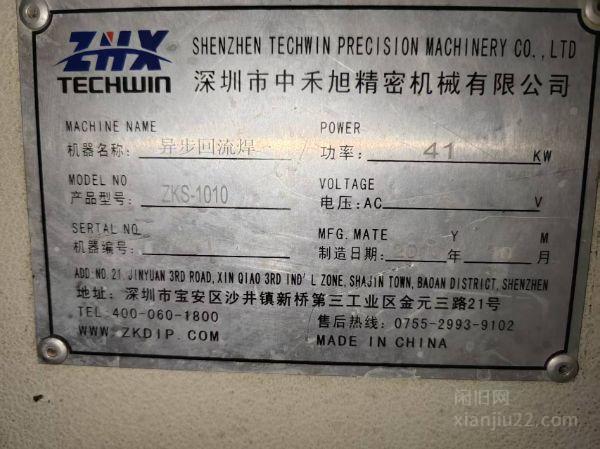 ZHX
TECHWIN
SHENZHEN TECHWIN PRECISION MACHINERY CO.,LTD
深圳市中禾旭精密机械有限公司
MACHINE NAME
机器名称: 异步回流焊
POWER
功率: 41 KW
MODEL NO
产品型号: ZKS-1010
VOLTAGE
电压:AC V
SERIAL NO
机器编号:
MFG. MATE Y M
制造日期: 年 10 月
ADD:NO.21, JINYUAN 3RD ROAD, XIN QIAO 3RD IND'L ZONE, SHAJIN TOWN, BAOAN DISTRICT, SHENZHEN
地址: 深圳市宝安区沙井镇新桥第三工业区金元三路21号
TEL:400-060-1800
售后热线: 0755-2993-9102
WWW.ZKDIP.COM
MADE IN CHINA
闲旧网
xianjiu22.com